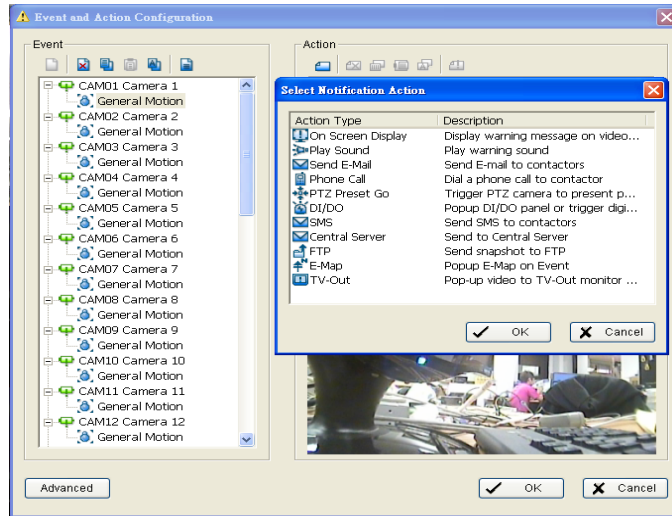 Event and Action Configuration
Event
CAM01 Camera 1
General Motion
CAM02 Camera 2
General Motion
CAM03 Camera 3
General Motion
CAM04 Camera 4
General Motion
CAM05 Camera 5
General Motion
CAM06 Camera 6
General Motion
CAM07 Camera 7
General Motion
CAM08 Camera 8
General Motion
CAM09 Camera 9
General Motion
CAM10 Camera 10
General Motion
CAM11 Camera 11
General Motion
CAM12 Camera 12
General Motion
Action
Select Notification Action
Action Type Description
On Screen Display Display warning message on video...
Play Sound Play warning sound
Send E-Mail Send E-mail to contactors
Phone Call Dial a phone call to contactor
PTZ Preset Go Trigger PTZ camera to present p...
DI/DO Popup DI/DO panel or trigger digi...
SMS Send SMS to contactors
Central Server Send to Central Server
FTP Send snapshot to FTP
E-Map Popup E-Map on Event
TV-Out Pop-up video to TV-Out monitor ...
OK Cancel
Advanced OK Cancel